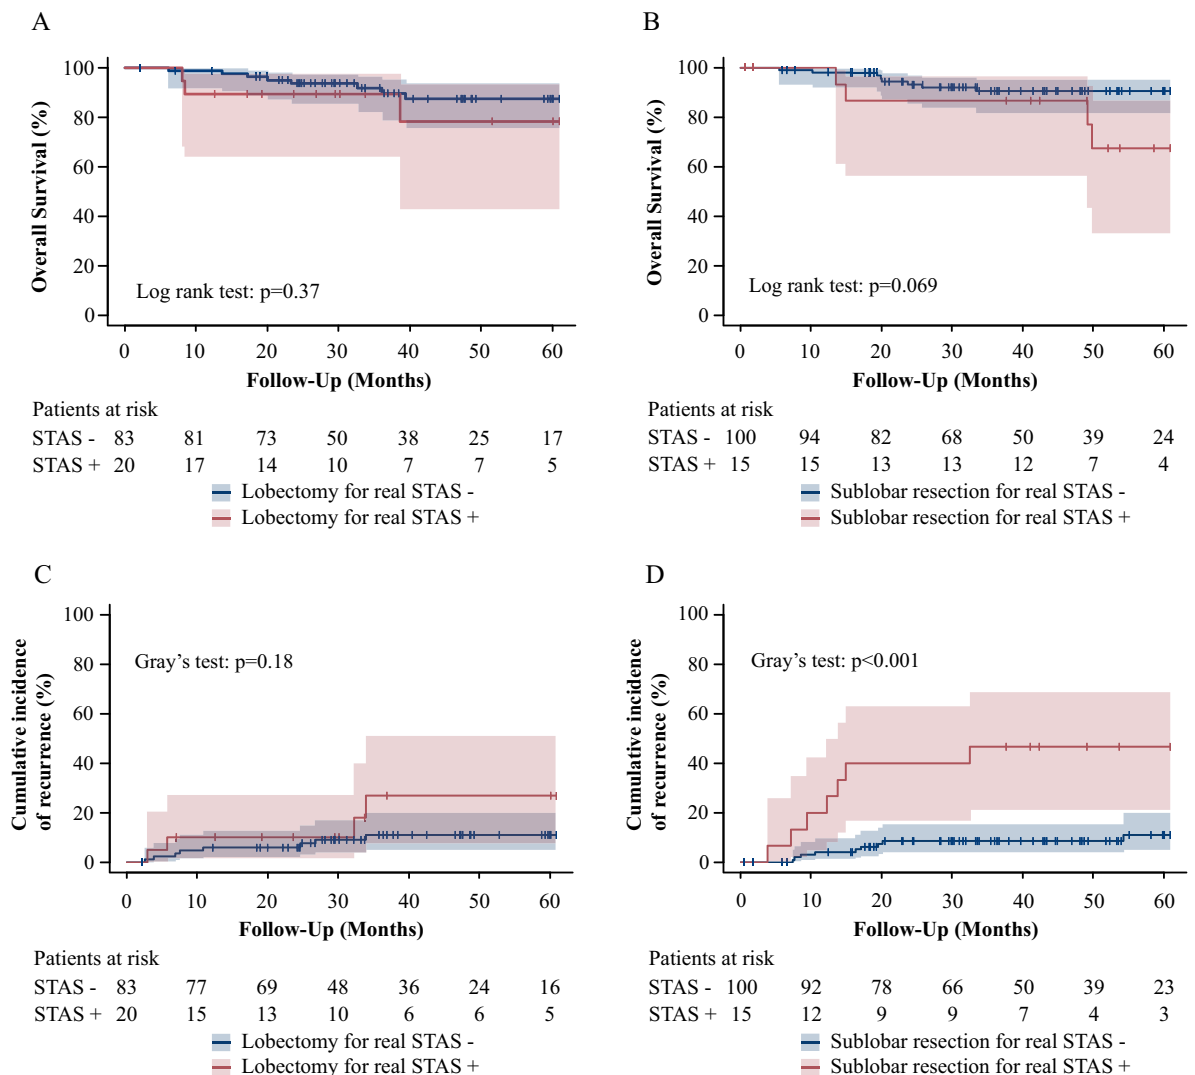 A
Overall Survival (%)
100
80
60
40
20
0
Log rank test: p=0.37
0 10 20 30 40 50 60
Follow-Up (Months)
Patients at risk
STAS - 83 81 73 50 38 25 17
STAS + 20 17 14 10 7 7 5
Lobectomy for real STAS -
Lobectomy for real STAS +
B
Overall Survival (%)
100
80
60
40
20
0
Log rank test: p=0.069
0 10 20 30 40 50 60
Follow-Up (Months)
Patients at risk
STAS - 100 94 82 68 50 39 24
STAS + 15 15 13 13 12 7 4
Sublobar resection for real STAS -
Sublobar resection for real STAS +
C
Cumulative incidence
of recurrence (%)
100
80
60
40
20
0
Gray’s test: p=0.18
0 10 20 30 40 50 60
Follow-Up (Months)
Patients at risk
STAS - 83 77 69 48 36 24 16
STAS + 20 15 13 10 6 6 5
Lobectomy for real STAS -
Lobectomy for real STAS +
D
Cumulative incidence
of recurrence (%)
100
80
60
40
20
0
Gray’s test: p<0.001
0 10 20 30 40 50 60
Follow-Up (Months)
Patients at risk
STAS - 100 92 78 66 50 39 23
STAS + 15 12 9 9 7 4 3
Sublobar resection for real STAS -
Sublobar resection for real STAS +